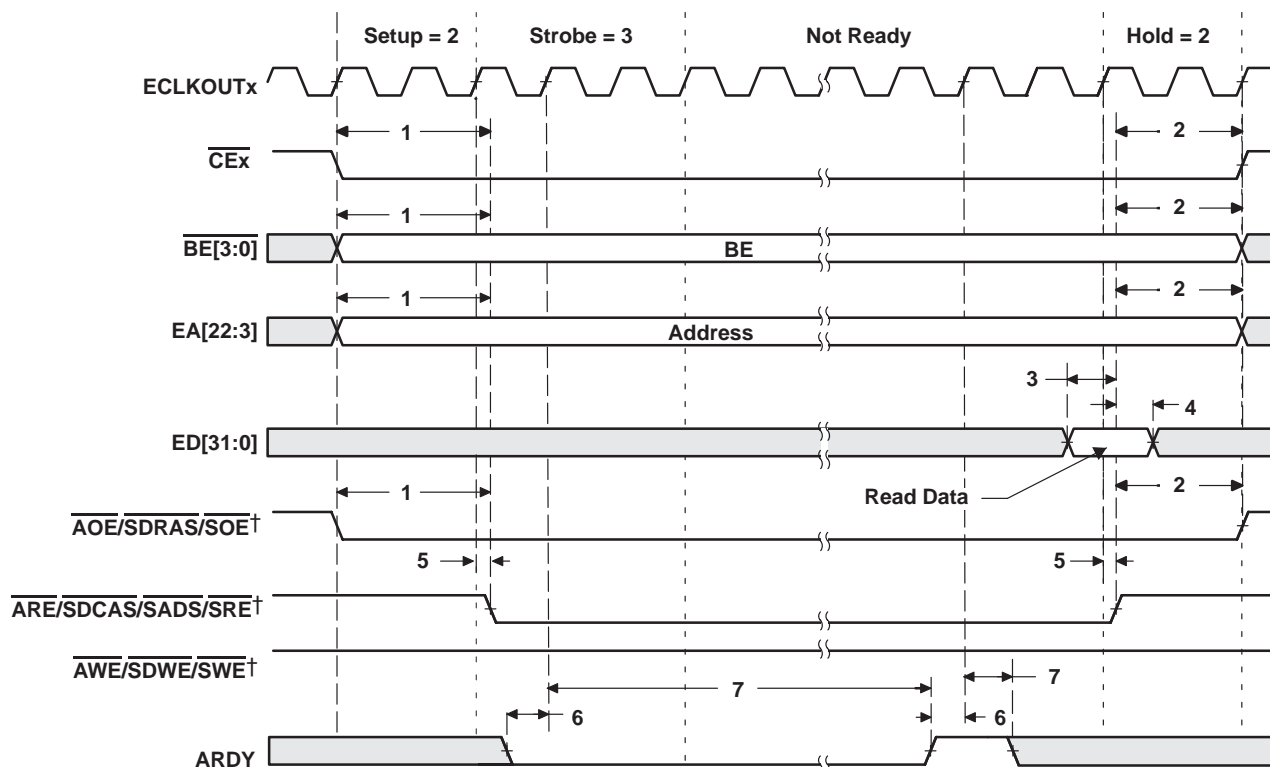 Setup = 2 Strobe = 3 Not Ready Hold = 2
ECLKOUTx
1 2
CEx
1 2
BE[3:0] BE
1 2
EA[22:3] Address
3
4
ED[31:0]
Read Data
1 2
AOE/SDRAS/SOE†
5 5
ARE/SDCAS/SADS/SRE†
AWE/SDWE/SWE†
7
7
6 6
ARDY